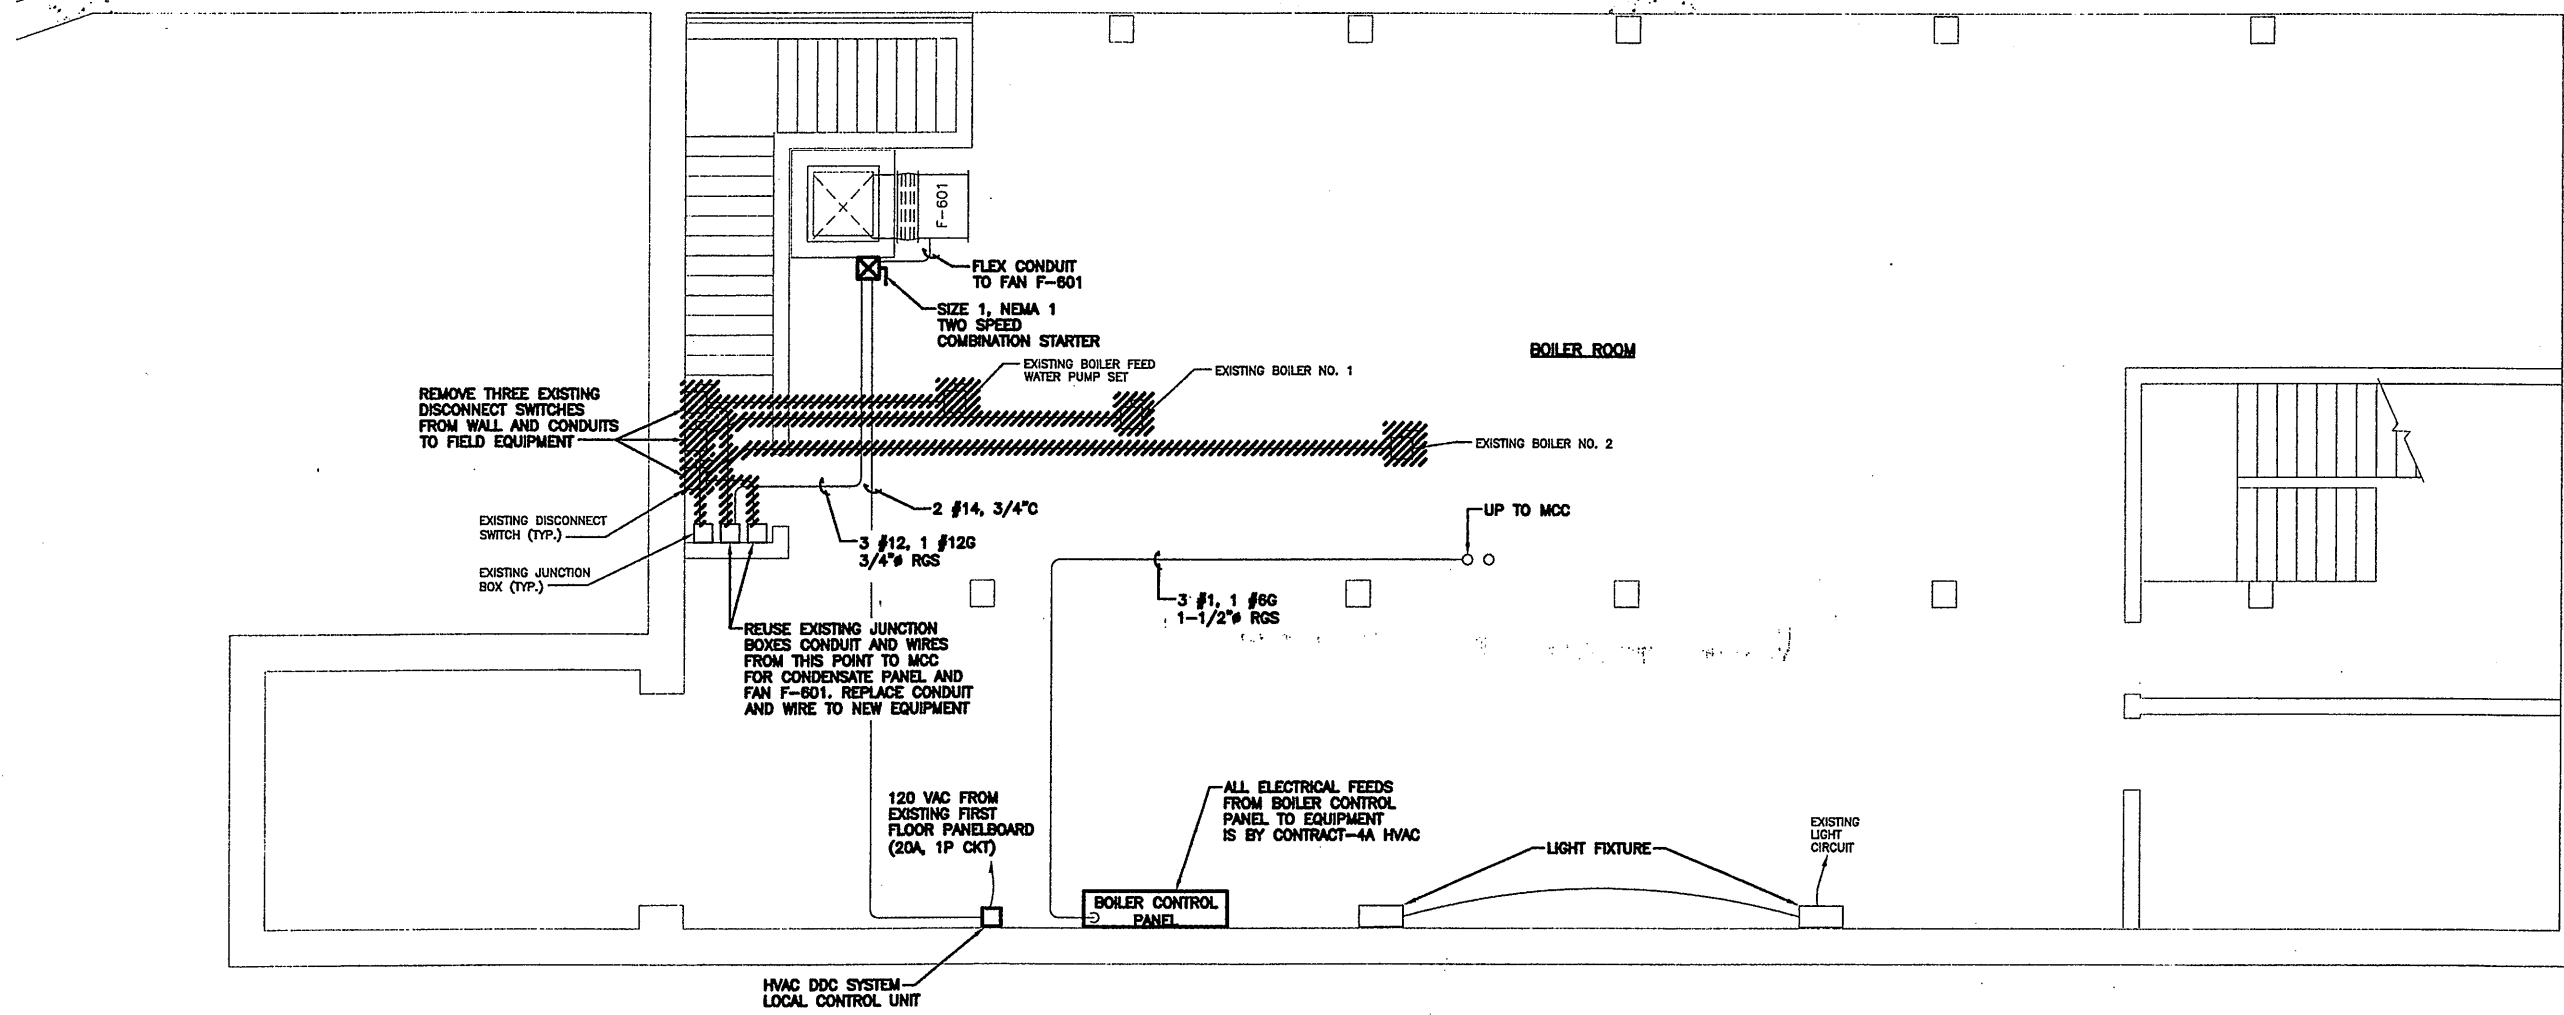 F-601
FLEX CONDUIT
TO FAN F-601
SIZE 1, NEMA 1
TWO SPEED
COMBINATION STARTER
BOILER ROOM
EXISTING BOILER FEED
WATER PUMP SET
EXISTING BOILER NO. 1
REMOVE THREE EXISTING
DISCONNECT SWITCHES
FROM WALL AND CONDUITS
TO FIELD EQUIPMENT
EXISTING BOILER NO. 2
2 #14, 3/4"C
UP TO MCC
EXISTING DISCONNECT
SWITCH (TYP.)
3 #12, 1 #12G
3/4"ø RGS
EXISTING JUNCTION
BOX (TYP.)
3 #1, 1 #6G
1-1/2"ø RGS
REUSE EXISTING JUNCTION
BOXES CONDUIT AND WIRES
FROM THIS POINT TO MCC
FOR CONDENSATE PANEL AND
FAN F-601. REPLACE CONDUIT
AND WIRE TO NEW EQUIPMENT
120 VAC FROM
EXISTING FIRST
FLOOR PANELBOARD
(20A, 1P CKT)
ALL ELECTRICAL FEEDS
FROM BOILER CONTROL
PANEL TO EQUIPMENT
IS BY CONTRACT-4A HVAC
EXISTING
LIGHT
CIRCUIT
LIGHT FIXTURE
BOILER CONTROL
PANEL
HVAC DDC SYSTEM
LOCAL CONTROL UNIT